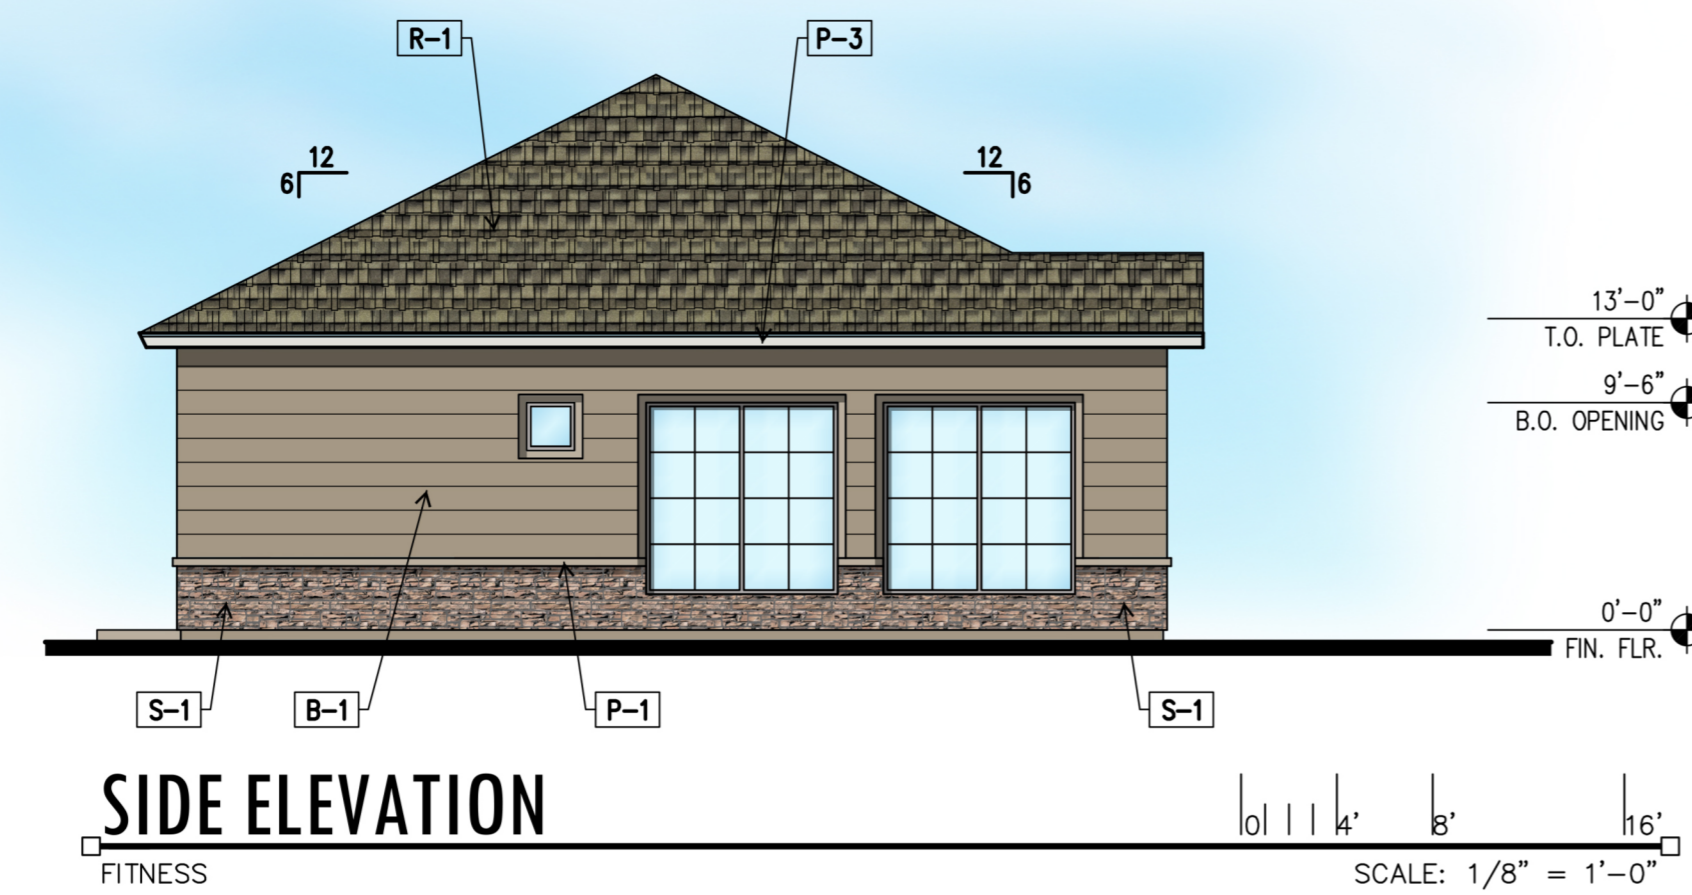 R-1
P-3
12
6
12
6
13'-0"
T.O. PLATE
9'-6"
B.O. OPENING
0'-0"
FIN. FLR.
S-1
B-1
P-1
S-1
SIDE ELEVATION
0
4'
8'
16'
FITNESS
SCALE: 1/8" = 1'-0"